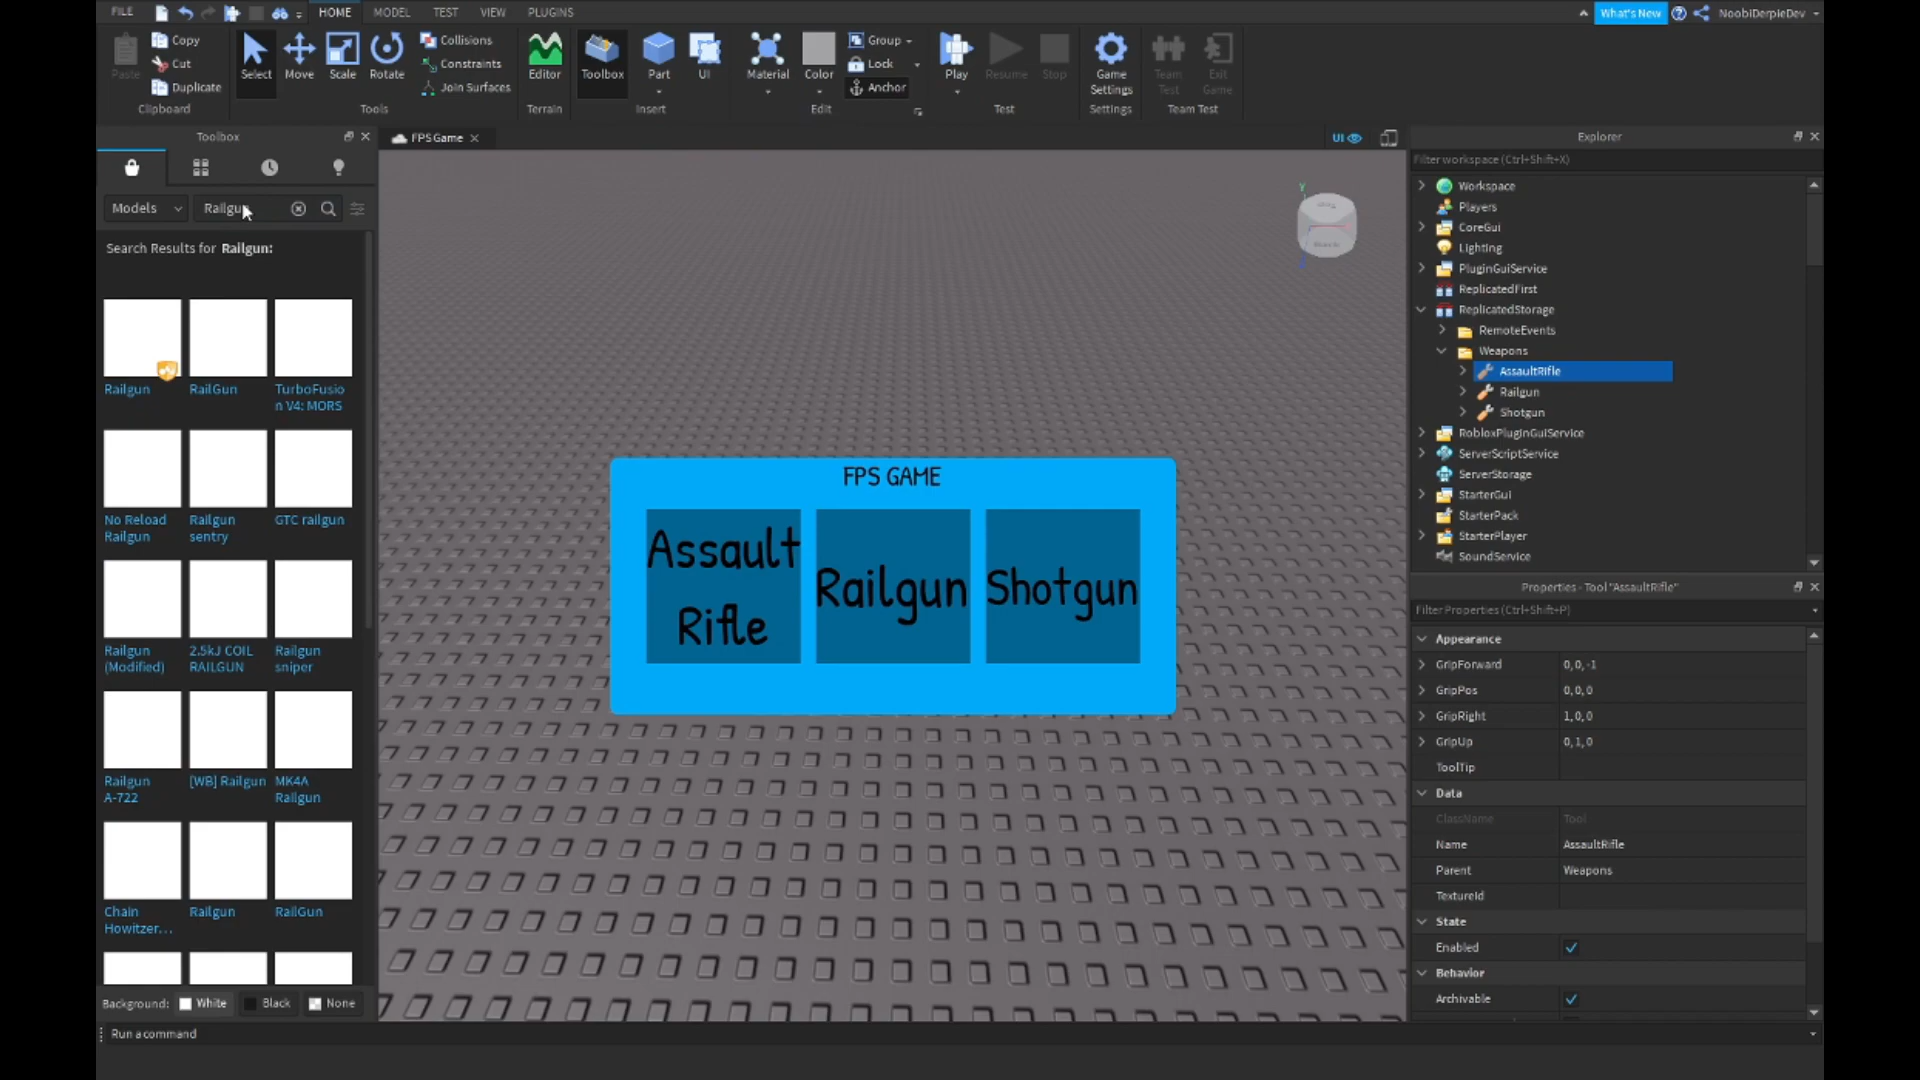 FILE
HOME
MODEL
TEST
VIEW
PLUGINS
What's New
NoobiDerpieDev
Paste
Copy
Cut
Duplicate
Clipboard
Select
Move
Scale
Rotate
Collisions
Constraints
Join Surfaces
Tools
Editor
Terrain
Toolbox
Part
UI
Insert
Material
Color
Group
Lock
Anchor
Edit
Play
Resume
Stop
Test
Game
Settings
Settings
Team
Test
Exit
Game
Team Test
Toolbox
FPS Game
UI
Models
Railgun
Search Results for Railgun:
Railgun
RailGun
TurboFusio
n V4: MORS
No Reload
Railgun
Railgun
sentry
GTC railgun
Railgun
(Modified)
2.5kJ COIL
RAILGUN
Railgun
sniper
Railgun
A-722
[WB] Railgun
MK4A
Railgun
Chain
Howitzer...
Railgun
RailGun
Background:
White
Black
None
Run a command
FPS GAME
Assault
Rifle
Railgun
Shotgun
Y
Explorer
Filter workspace (Ctrl+Shift+X)
Workspace
Players
CoreGui
Lighting
PluginGuiService
ReplicatedFirst
ReplicatedStorage
RemoteEvents
Weapons
AssaultRifle
Railgun
Shotgun
RobloxPluginGuiService
ServerScriptService
ServerStorage
StarterGui
StarterPack
StarterPlayer
SoundService
Properties - Tool "AssaultRifle"
Filter Properties (Ctrl+Shift+P)
Appearance
GripForward 0,0,-1
GripPos 0,0,0
GripRight 1,0,0
GripUp 0,1,0
ToolTip
Data
ClassName Tool
Name AssaultRifle
Parent Weapons
TextureId
State
Enabled
Behavior
Archivable